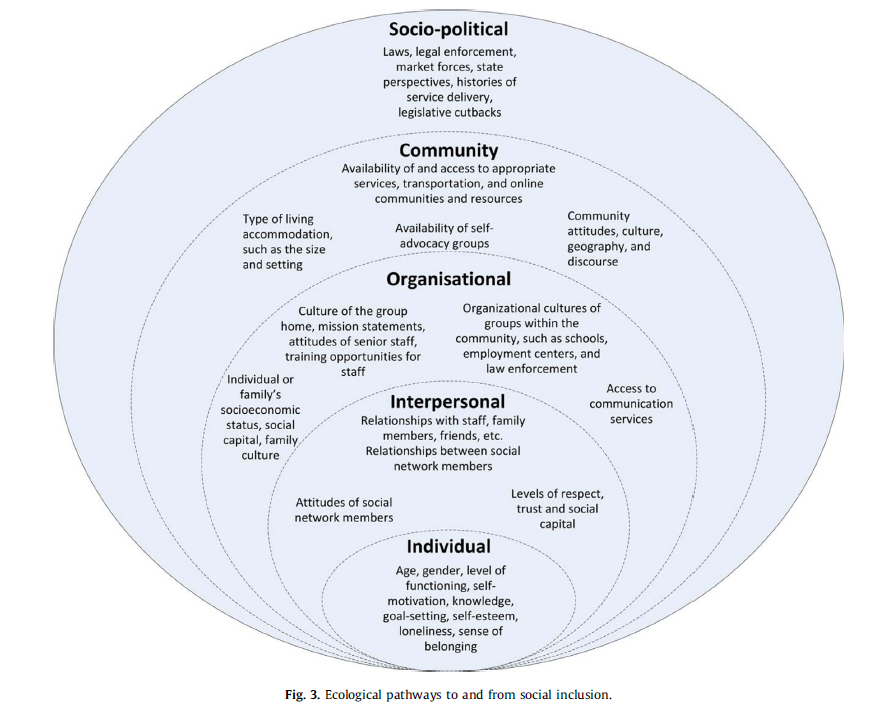 Socio-political
Laws, legal enforcement,
market forces, state
perspectives, histories of
service delivery,
legislative cutbacks
Community
Availability of and access to appropriate
services, transportation, and online
communities and resources
Type of living
accommodation,
such as the size
and setting
Availability of self-
advocacy groups
Community
attitudes, culture,
geography, and
discourse
Organisational
Culture of the group
home, mission statements,
attitudes of senior staff,
training opportunities for
staff
Organizational cultures of
groups within the
community, such as schools,
employment centers, and
law enforcement
Individual or
family's
socioeconomic
status, social
capital, family
culture
Access to
communication
services
Interpersonal
Relationships with staff, family
members, friends, etc.
Relationships between social
network members
Attitudes of social
network members
Levels of respect,
trust and social
capital
Individual
Age, gender, level of
functioning, self-
motivation, knowledge,
goal-setting, self-esteem,
loneliness, sense of
belonging
Fig. 3. Ecological pathways to and from social inclusion.